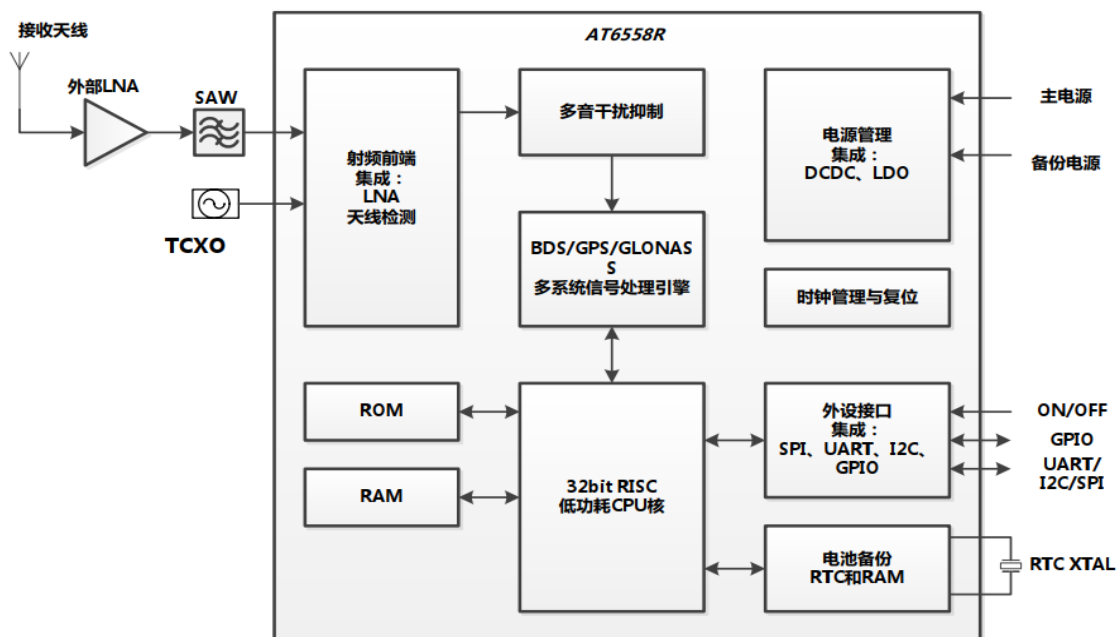 AT6558R
接收天线
外部LNA
SAW
TCXO
射频前端
集成：
LNA
天线检测
多音干扰抑制
BDS/GPS/GLONAS
S
多系统信号处理引擎
电源管理
集成：
DCDC、LDO
主电源
备份电源
时钟管理与复位
ROM
RAM
32bit RISC
低功耗CPU核
外设接口
集成：
SPI、UART、I2C、
GPIO
ON/OFF
GPIO
UART/
I2C/SPI
电池备份
RTC和RAM
RTC XTAL